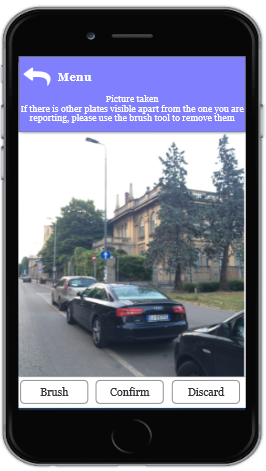 Menu
Picture taken
If there is other plates visible apart from the one you are
reporting, please use the brush tool to remove them
Brush
Confirm
Discard